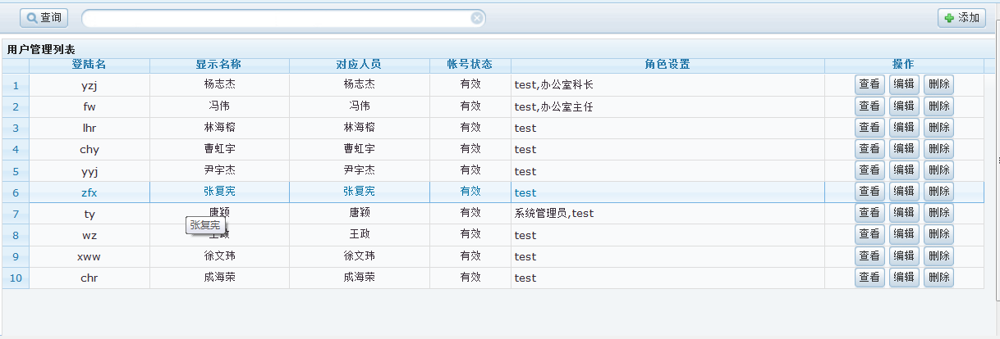 查询 添加
用户管理列表
登陆名 显示名称 对应人员 帐号状态 角色设置 操作
1 yzj 杨志杰 杨志杰 有效 test,办公室科长 查看 编辑 删除
2 fw 冯伟 冯伟 有效 test,办公室主任 查看 编辑 删除
3 lhr 林海榕 林海榕 有效 test 查看 编辑 删除
4 chy 曹虹宇 曹虹宇 有效 test 查看 编辑 删除
5 yyj 尹宇杰 尹宇杰 有效 test 查看 编辑 删除
6 zfx 张复宪 张复宪 有效 test 查看 编辑 删除
7 ty 唐颖 唐颖 有效 系统管理员,test 查看 编辑 删除
张复宪
8 wz 王政 王政 有效 test 查看 编辑 删除
9 xww 徐文玮 徐文玮 有效 test 查看 编辑 删除
10 chr 成海荣 成海荣 有效 test 查看 编辑 删除